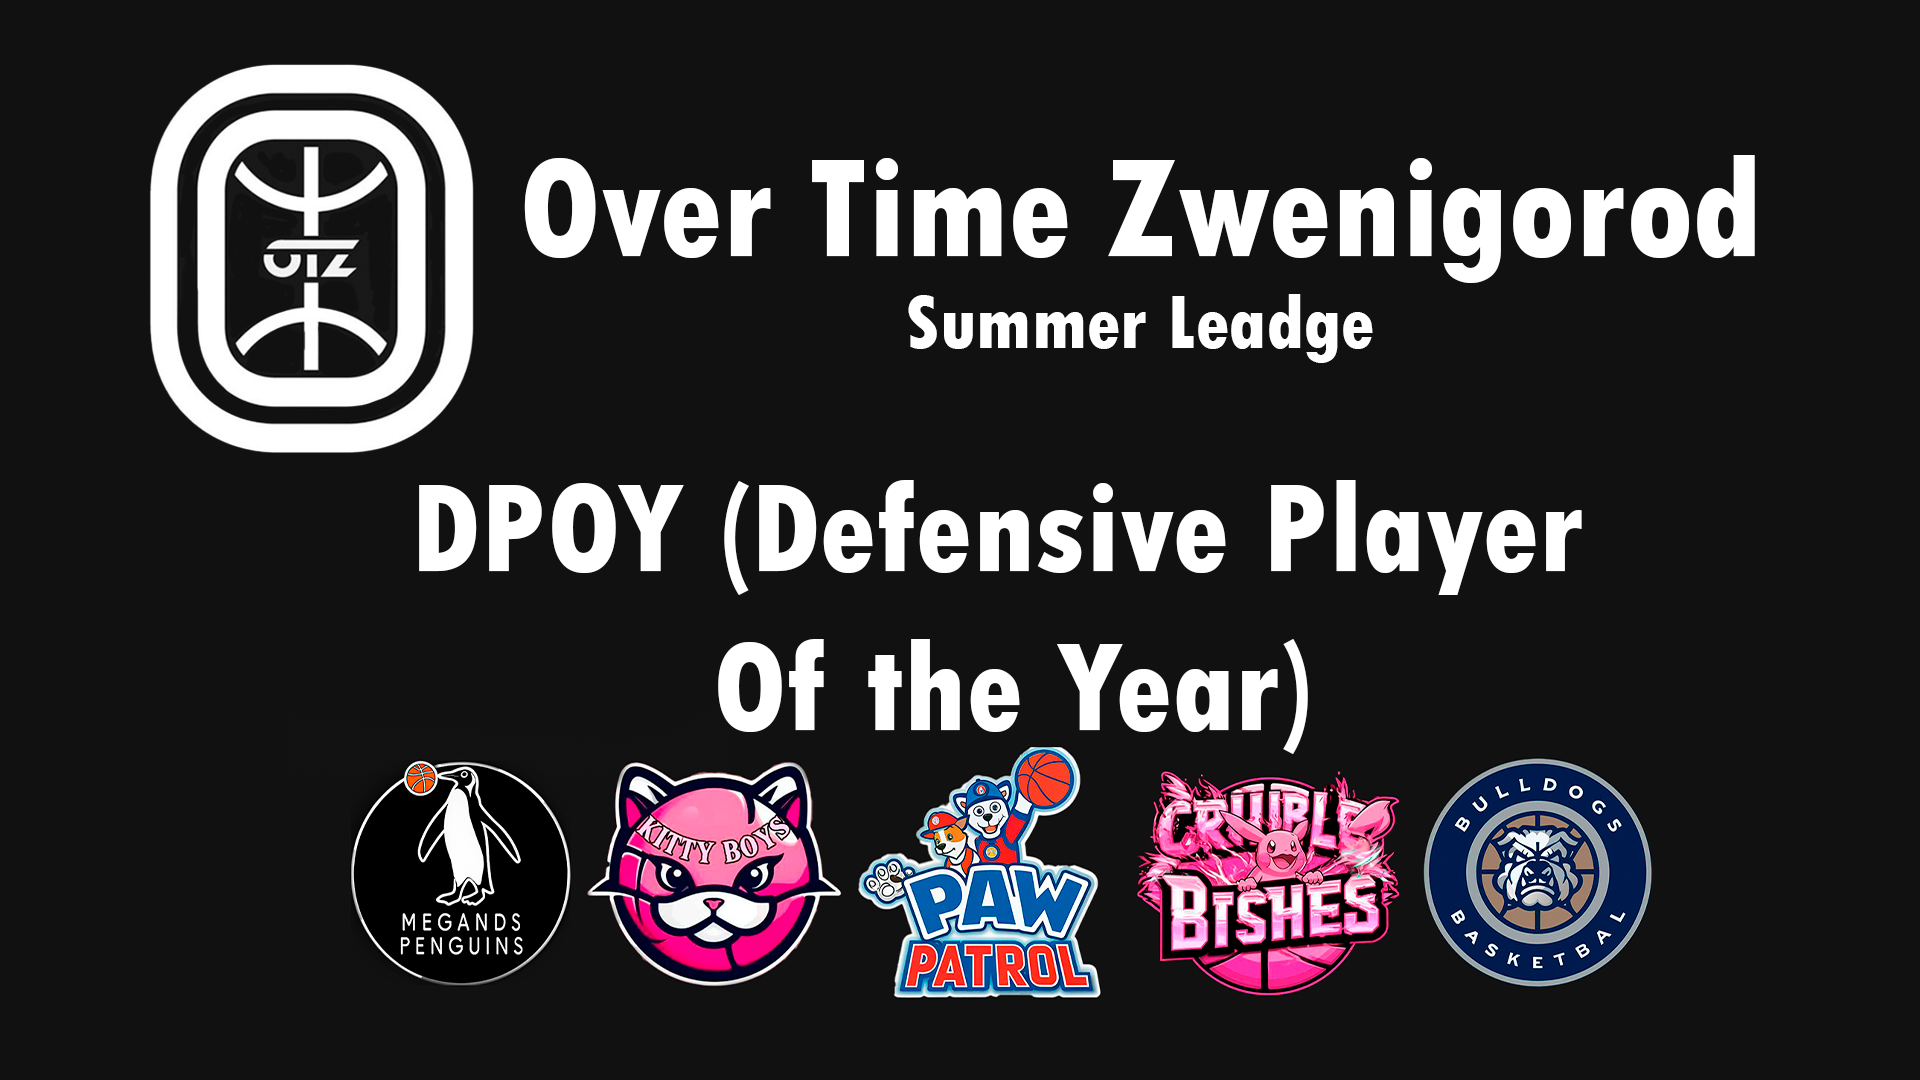 OTZ
Over Time Zwenigorod
Summer Leadge
DPOY (Defensive Player
Of the Year)
MEGANDS
PENGUINS
KITTY BOYS
PAW
PATROL
BISHES
BULLDOGS
BASKETBAL